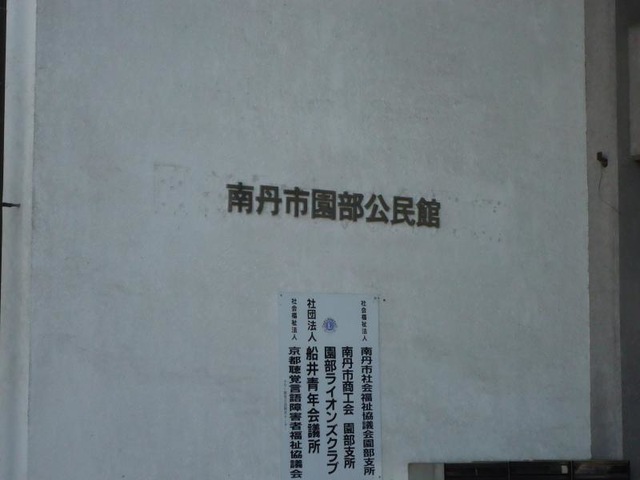 南丹市園部公民館
社会福祉法人 南丹市社会福祉協議会園部支所
南丹市商工会 園部支所
園部ライオンズクラブ
社団法人 船井青年会議所
社会福祉法人 京都聴覚言語障害者福祉協議会